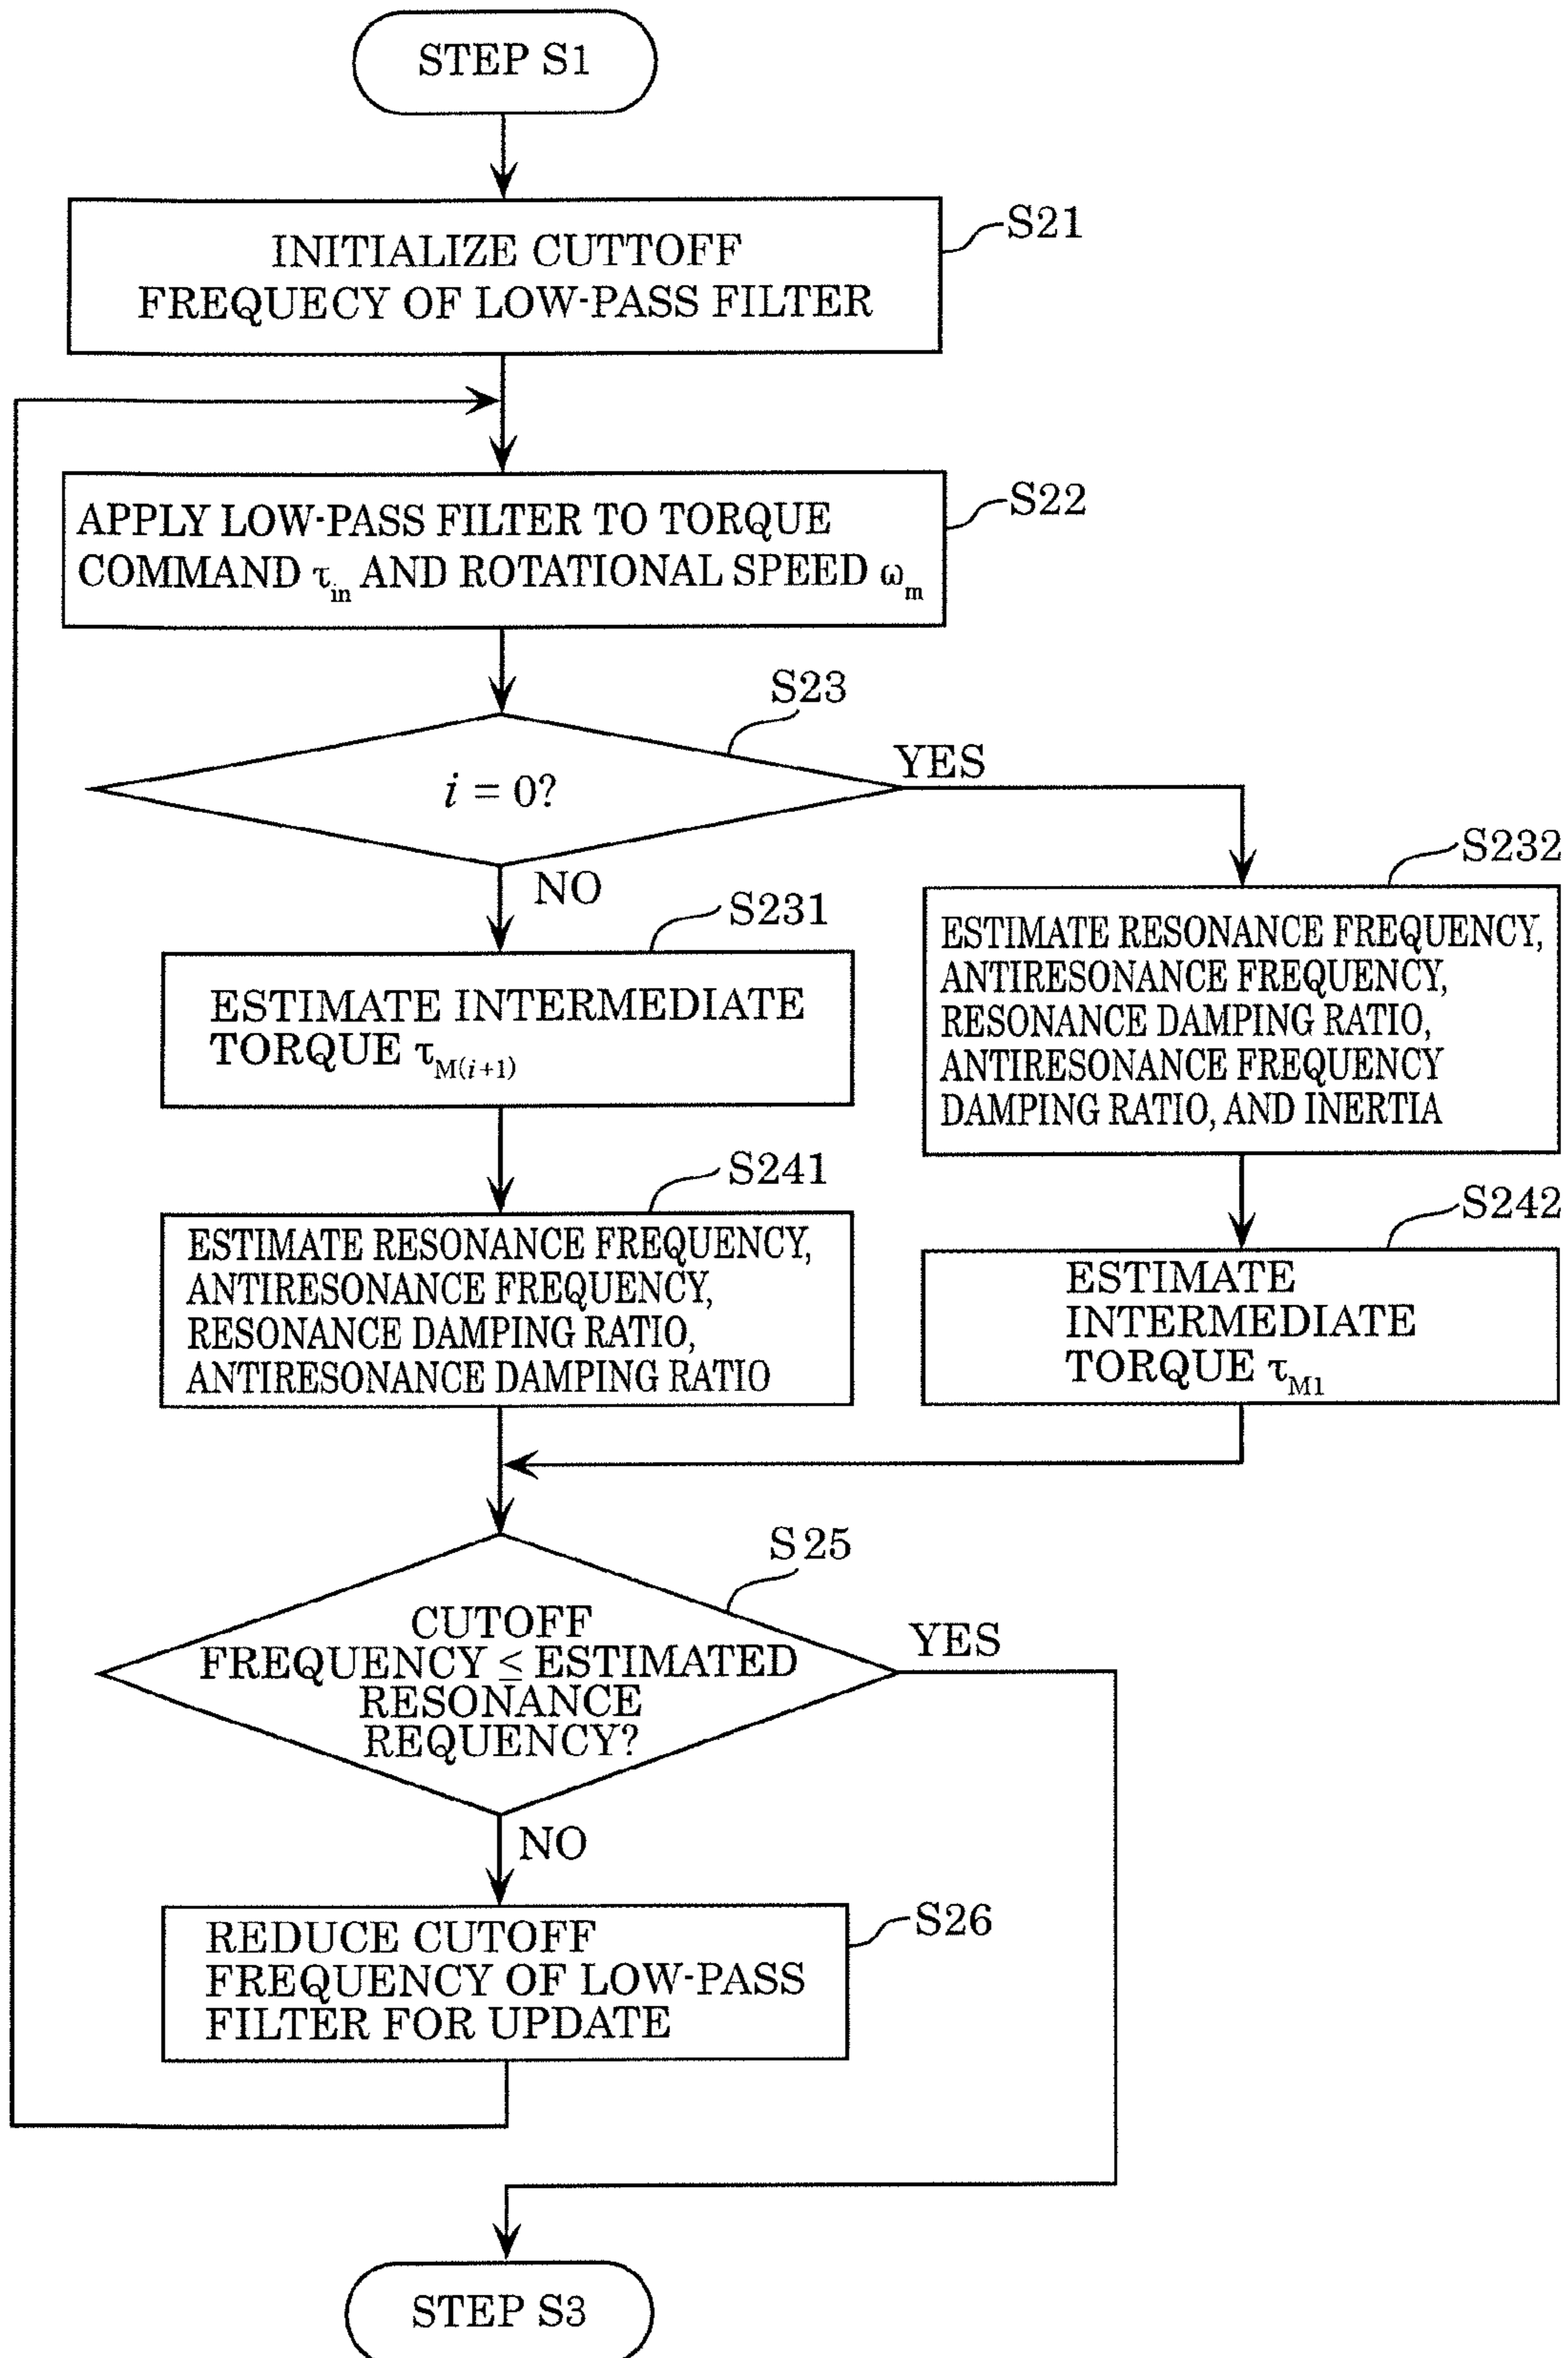 STEP S1
INITIALIZE CUTTOFF
FREQUECY OF LOW-PASS FILTER
S21
APPLY LOW-PASS FILTER TO TORQUE
COMMAND τin AND ROTATIONAL SPEED ωm
S22
S23
i = 0?
YES
NO
S231
ESTIMATE INTERMEDIATE
TORQUE τM(i+1)
S232
ESTIMATE RESONANCE FREQUENCY,
ANTIRESONANCE FREQUENCY,
RESONANCE DAMPING RATIO,
ANTIRESONANCE FREQUENCY
DAMPING RATIO, AND INERTIA
S241
ESTIMATE RESONANCE FREQUENCY,
ANTIRESONANCE FREQUENCY,
RESONANCE DAMPING RATIO,
ANTIRESONANCE DAMPING RATIO
S242
ESTIMATE
INTERMEDIATE
TORQUE τM1
S25
CUTOFF
FREQUENCY ≤ ESTIMATED
RESONANCE
REQUENCY?
YES
NO
REDUCE CUTOFF
FREQUENCY OF LOW-PASS
FILTER FOR UPDATE
S26
STEP S3